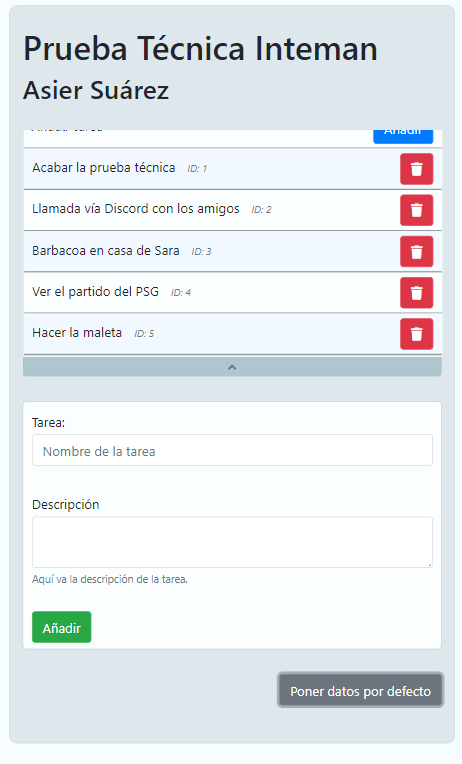 Prueba Técnica Inteman
Asier Suárez
Añadir tarea Añadir
Acabar la prueba técnica ID: 1
Llamada vía Discord con los amigos ID: 2
Barbacoa en casa de Sara ID: 3
Ver el partido del PSG ID: 4
Hacer la maleta ID: 5
Tarea:
Nombre de la tarea
Descripción
Aquí va la descripción de la tarea.
Añadir
Poner datos por defecto